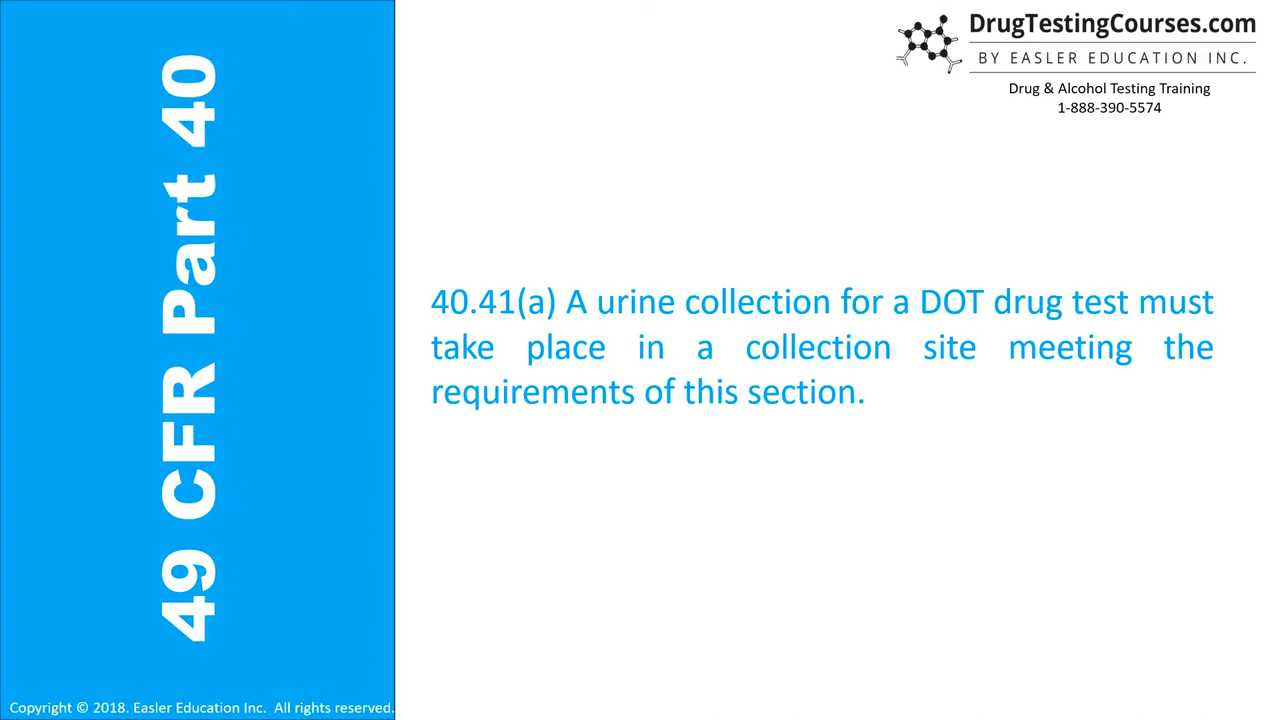 49 CFR Part 40
DrugTestingCourses.com
BY EASLER EDUCATION INC.
Drug & Alcohol Testing Training
1-888-390-5574
40.41(a) A urine collection for a DOT drug test must
take place in a collection site meeting the
requirements of this section.
Copyright © 2018. Easler Education Inc. All rights reserved.